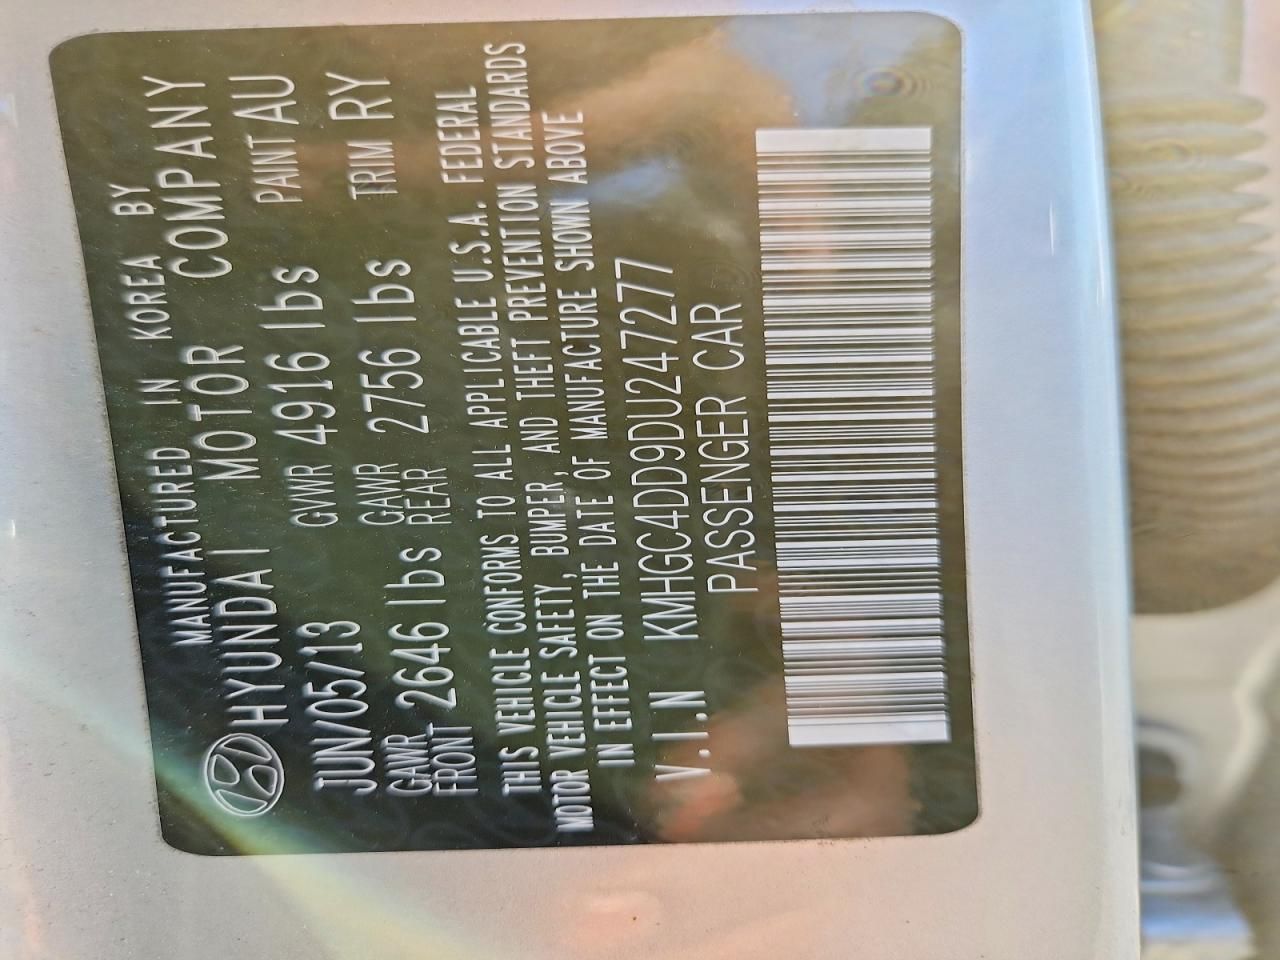 MANUFACTURED IN KOREA BY
HYUNDAI MOTOR COMPANY
JUN/05/13 GVWR 4916 lbs PAINT AU
GAWR FRONT 2646 lbs GAWR REAR 2756 lbs TRIM RY
THIS VEHICLE CONFORMS TO ALL APPLICABLE U.S.A. FEDERAL
MOTOR VEHICLE SAFETY, BUMPER, AND THEFT PREVENTION STANDARDS
IN EFFECT ON THE DATE OF MANUFACTURE SHOWN ABOVE
V.I.N KMHGC4DD9DU247277
PASSENGER CAR